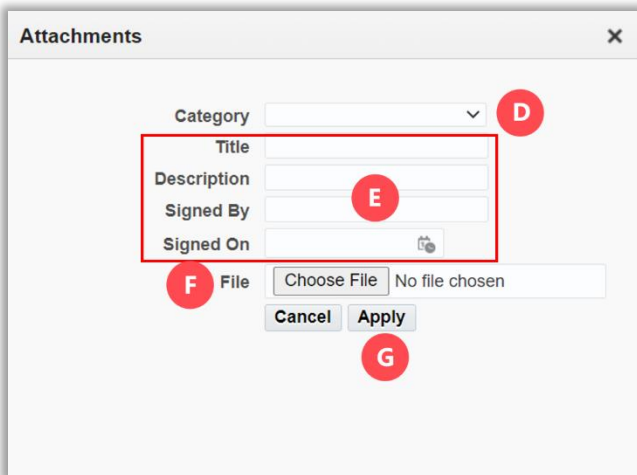 Attachments
Category
D
Title
Description
E
Signed By
Signed On
F
File Choose File No file chosen
Cancel Apply
G